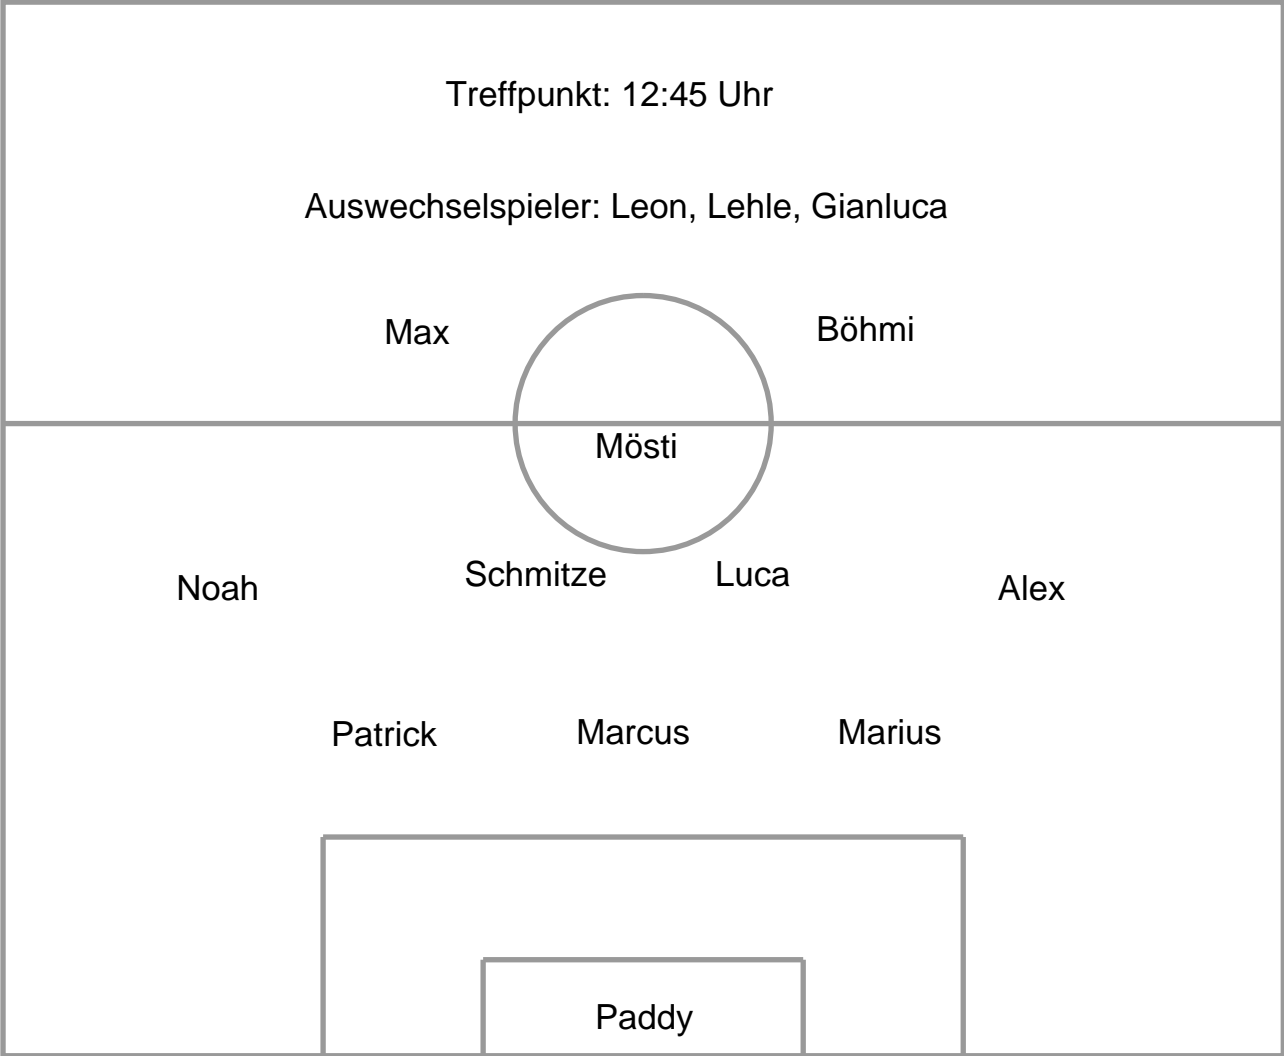 Treffpunkt: 12:45 Uhr
Auswechselspieler: Leon, Lehle, Gianluca
Max
Böhmi
Mösti
Noah
Schmitze
Luca
Alex
Patrick
Marcus
Marius
Paddy